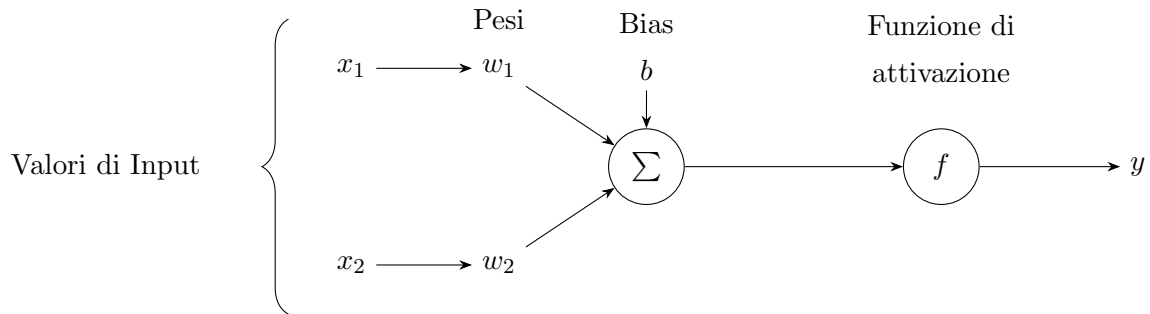 Pesi
Bias
Funzione di
attivazione
x₁
w₁
b
Valori di Input
∑
f
y
x₂
w₂